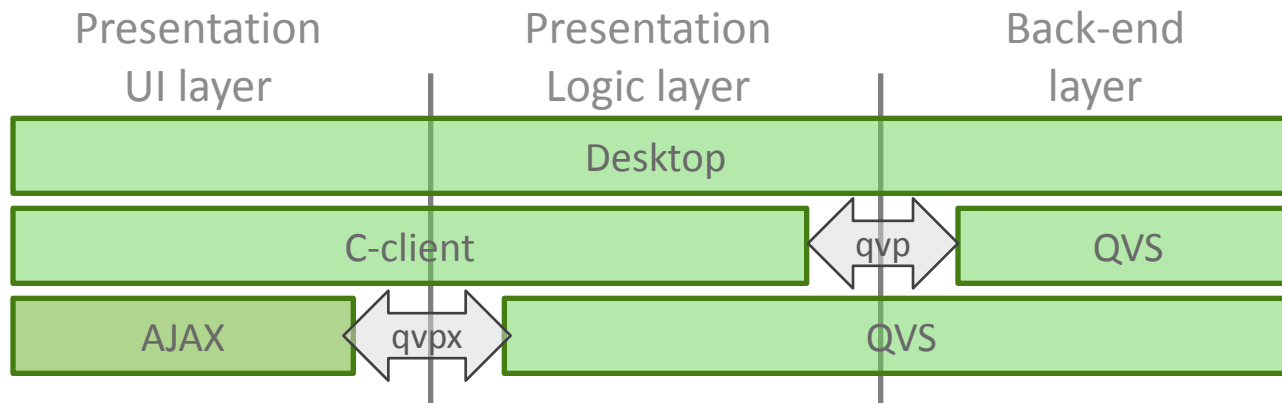 Presentation
UI layer
Presentation
Logic layer
Back-end
layer
Desktop
C-client
qvp
QVS
AJAX
qvpx
QVS